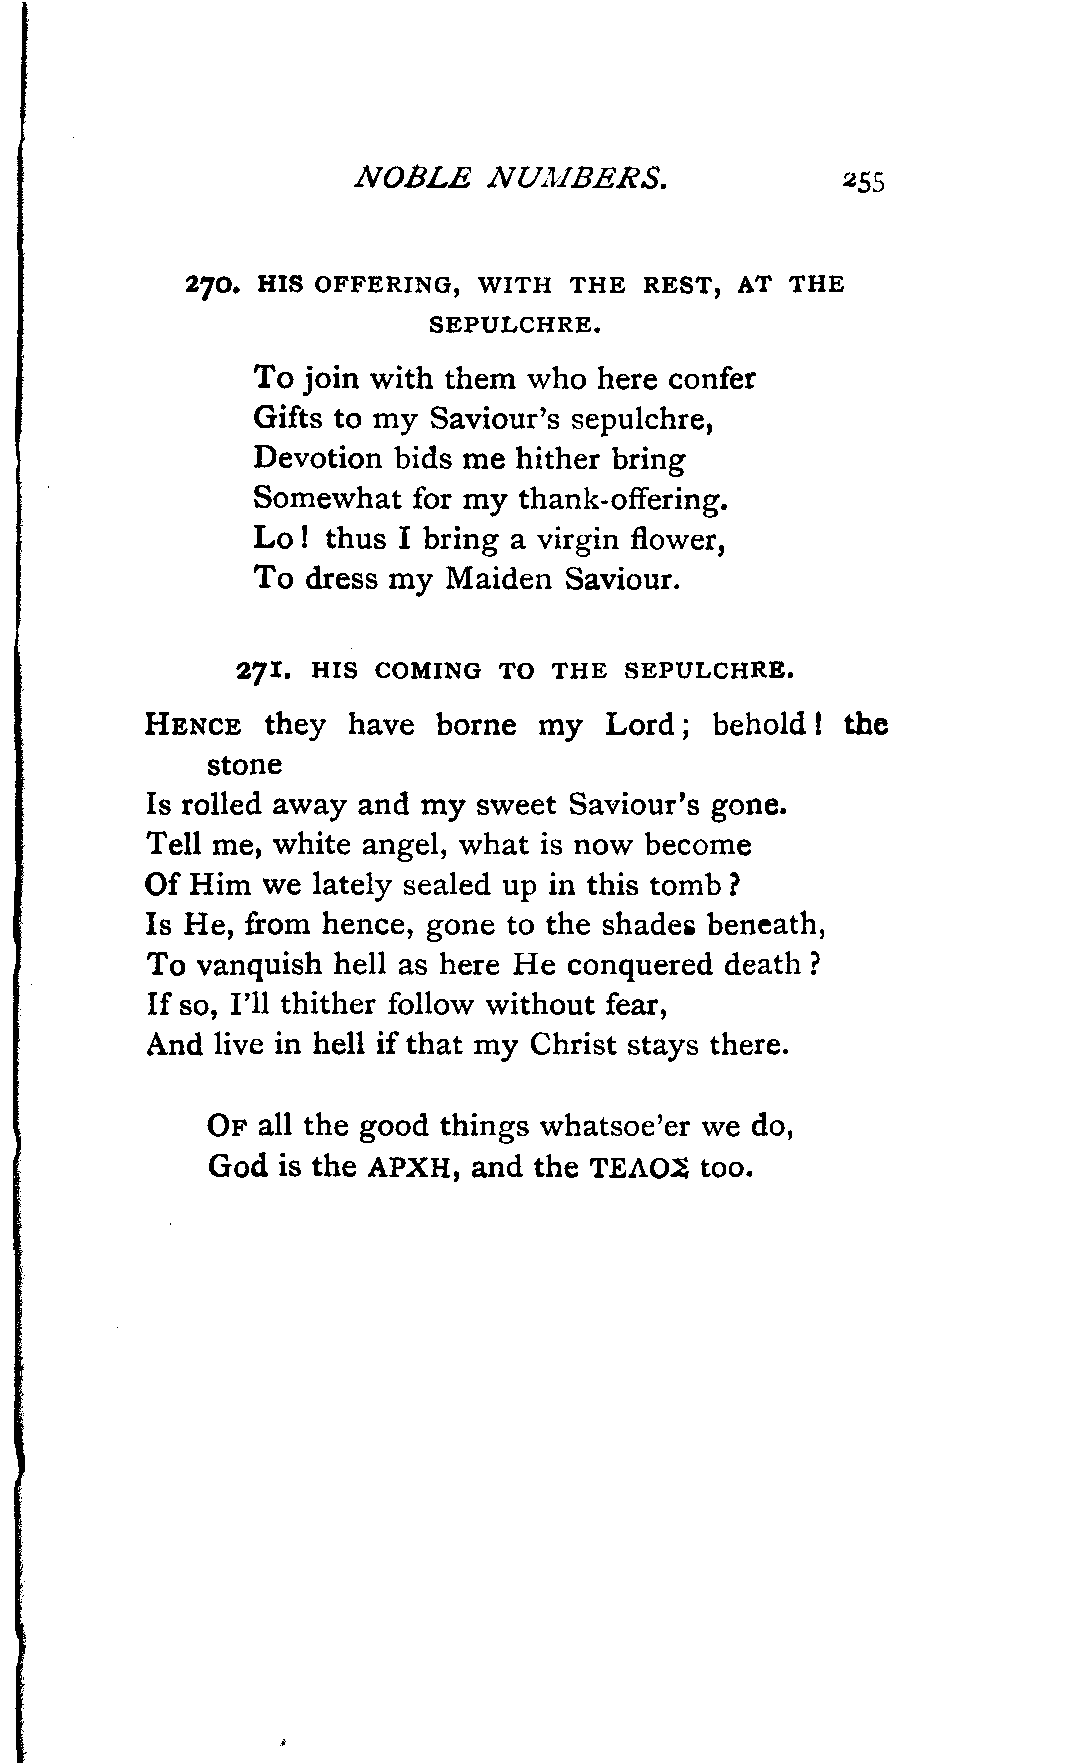 NOBLE NUMBERS. 255
270. HIS OFFERING, WITH THE REST, AT THE
SEPULCHRE.
To join with them who here confer
Gifts to my Saviour's sepulchre,
Devotion bids me hither bring
Somewhat for my thank-offering.
Lo! thus I bring a virgin flower,
To dress my Maiden Saviour.
271. HIS COMING TO THE SEPULCHRE.
HENCE they have borne my Lord; behold! the
stone
Is rolled away and my sweet Saviour's gone.
Tell me, white angel, what is now become
Of Him we lately sealed up in this tomb?
Is He, from hence, gone to the shades beneath,
To vanquish hell as here He conquered death?
If so, I'll thither follow without fear,
And live in hell if that my Christ stays there.
OF all the good things whatsoe'er we do,
God is the ΑΡΧΗ, and the ΤΕΛΟΣ too.